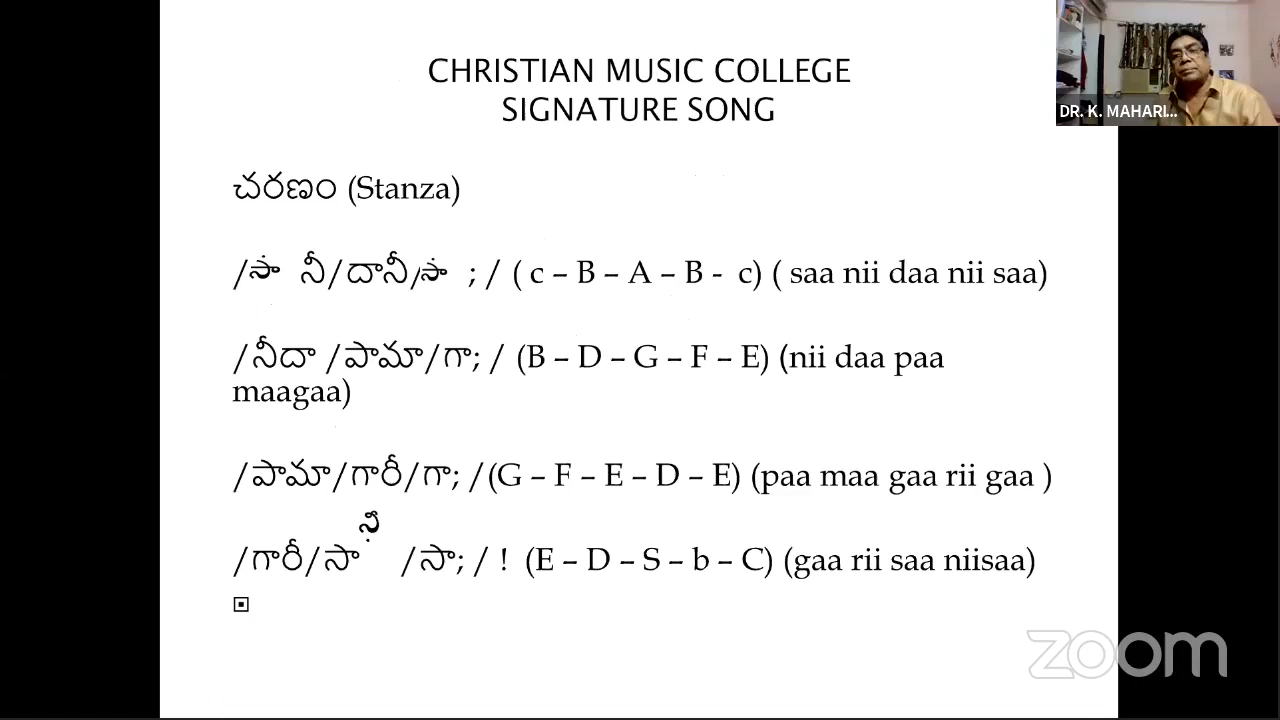 CHRISTIAN MUSIC COLLEGE
SIGNATURE SONG
DR. K. MAHARI...
చరణం (Stanza)
/సాఀ నీ/దానీ/సాఀ ; / ( c – B – A – B - c) ( saa nii daa nii saa)
/నీదా /పామా/గా; / (B – D – G – F – E) (nii daa paa
maagaa)
/పామా/గారీ/గా; /(G – F – E – D – E) (paa maa gaa rii gaa )
/గారీ/సా నీ̣ /సా; / ! (E – D – S – b – C) (gaa rii saa niisaa)
zoom